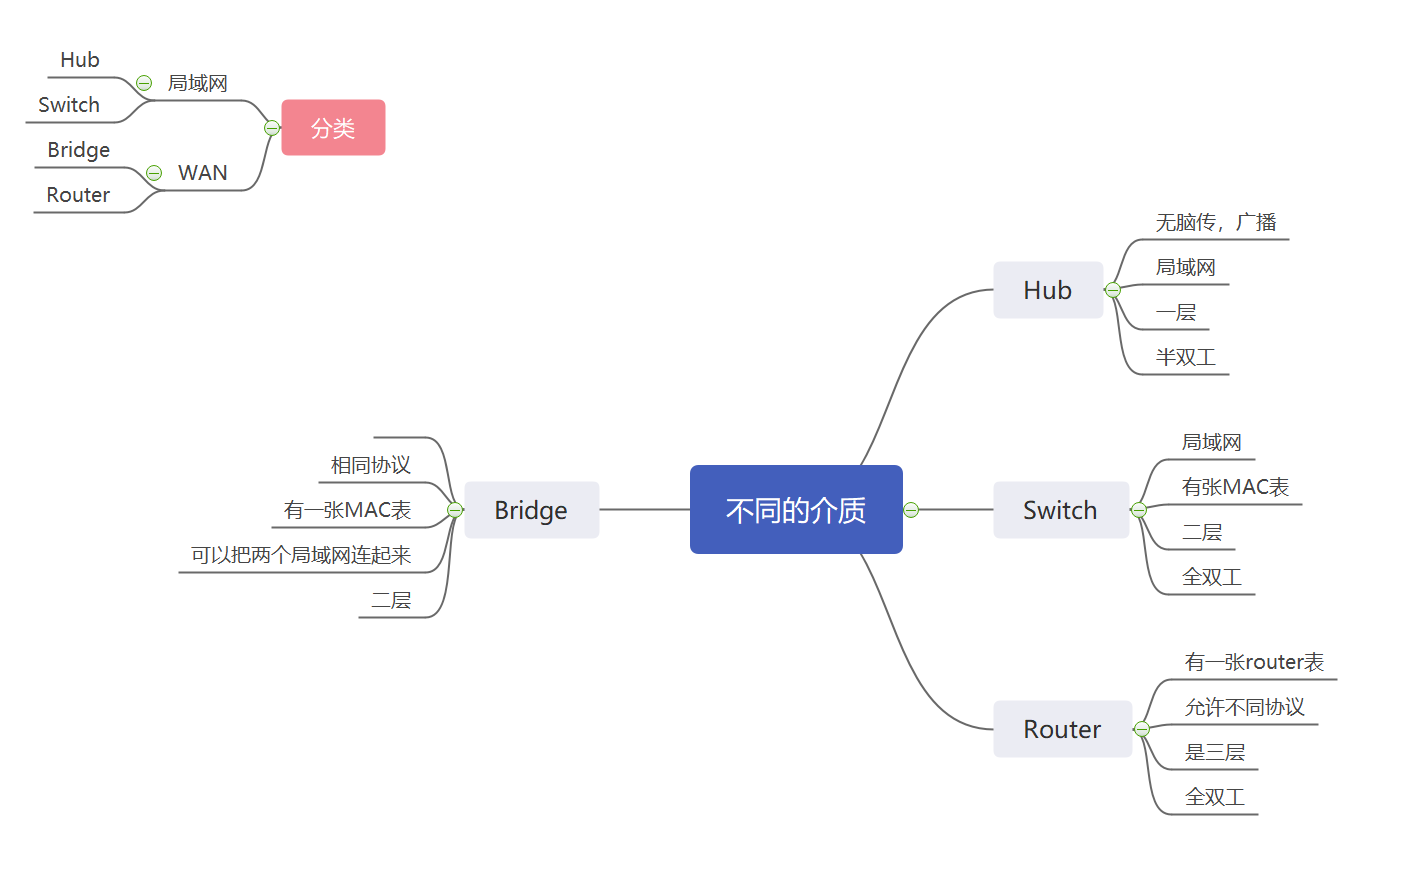 Hub
局域网
Switch
分类
Bridge
WAN
Router
无脑传，广播
局域网
Hub
一层
半双工
局域网
相同协议
有张MAC表
有一张MAC表
Bridge
不同的介质
Switch
二层
可以把两个局域网连起来
全双工
二层
有一张router表
允许不同协议
Router
是三层
全双工